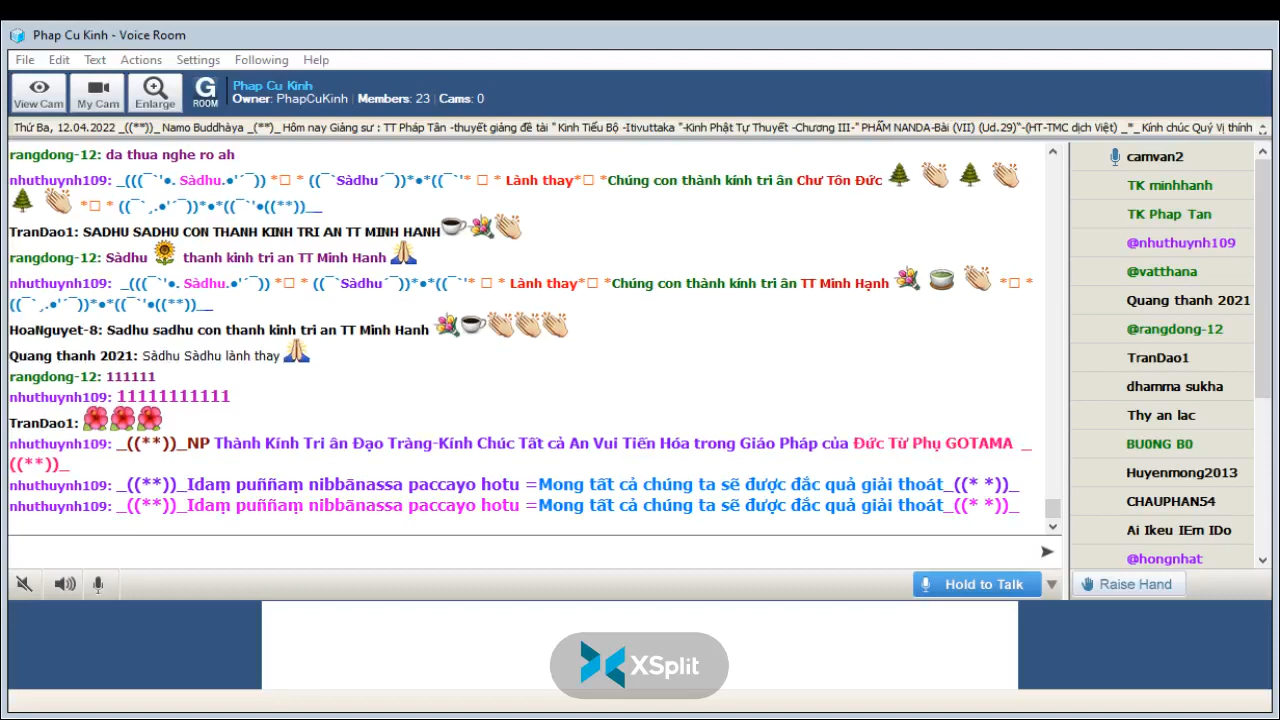 Phap Cu Kinh - Voice Room
File Edit Text Actions Settings Following Help
View Cam My Cam Enlarge G ROOM
Phap Cu Kinh
Owner: PhapCuKinh | Members: 23 | Cams: 0
Thứ Ba, 12.04.2022 _((**))_ Namo Buddhàya _(**)_ Hôm nay Giảng sư : TT Pháp Tân -thuyết giảng đề tài " Kinh Tiểu Bộ -Itivuttaka "-Kinh Phật Tự Thuyết -Chương III-" PHẨM NANDA-Bài (VII) (Ud.29)"-(HT-TMC dịch Việt) _*_ Kính chúc Quý Vị thính
rangdong-12: da thua nghe ro ah
nhuthuynh109: _(((¯`'•. Sàdhu.•'´¯)) *□ * ((¯`Sàdhu´¯))*•*((¯`'* □ * Lành thay*□ *Chúng con thành kính tri ân Chư Tôn Đức
*□ * ((¯`¸.•'´¯))*•*((¯`'•((**))__
TranDao1: SADHU SADHU CON THANH KINH TRI AN TT MINH HANH
rangdong-12: Sàdhu thanh kinh tri an TT Minh Hanh
nhuthuynh109: _(((¯`'•. Sàdhu.•'´¯)) *□ * ((¯`Sàdhu´¯))*•*((¯`'* □ * Lành thay*□ *Chúng con thành kính tri ân TT Minh Hạnh *□ *
((¯`¸.•'´¯))*•*((¯`'•((**))__
HoaNguyet-8: Sadhu sadhu con thanh kinh tri an TT Minh Hanh
Quang thanh 2021: Sàdhu Sàdhu lành thay
rangdong-12: 111111
nhuthuynh109: 11111111111
TranDao1:
nhuthuynh109: _((**))_NP Thành Kính Tri ân Đạo Tràng-Kính Chúc Tất cả An Vui Tiến Hóa trong Giáo Pháp của Đức Từ Phụ GOTAMA _
((**))_
nhuthuynh109: _((**))_Idaṃ puññaṃ nibbānassa paccayo hotu =Mong tất cả chúng ta sẽ được đắc quả giải thoát_((* *))_
nhuthuynh109: _((**))_Idaṃ puññaṃ nibbānassa paccayo hotu =Mong tất cả chúng ta sẽ được đắc quả giải thoát_((* *))_
Hold to Talk
camvan2
TK minhhanh
TK Phap Tan
@nhuthuynh109
@vatthana
Quang thanh 2021
@rangdong-12
TranDao1
dhamma sukha
Thy an lac
BU0NG B0
Huyenmong2013
CHAUPHAN54
Ai Ikeu IEm IDo
@hongnhat
Raise Hand
XSplit